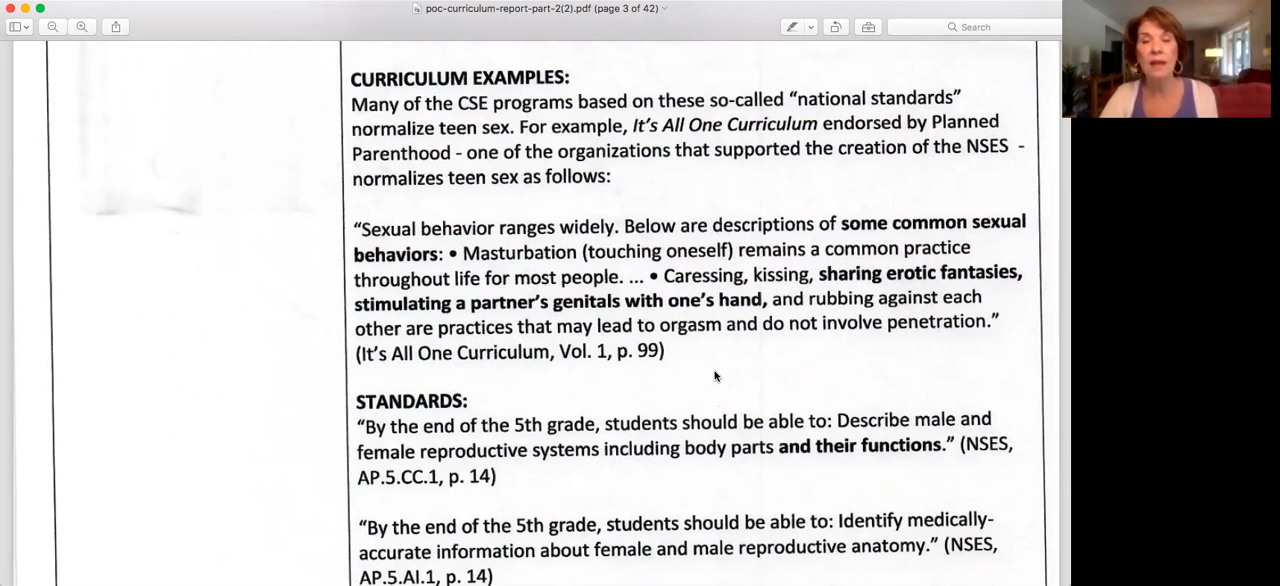 poc-curriculum-report-part-2(2).pdf (page 3 of 42)
Search
CURRICULUM EXAMPLES:
Many of the CSE programs based on these so-called “national standards”
normalize teen sex. For example, It’s All One Curriculum endorsed by Planned
Parenthood - one of the organizations that supported the creation of the NSES -
normalizes teen sex as follows:
“Sexual behavior ranges widely. Below are descriptions of some common sexual
behaviors: • Masturbation (touching oneself) remains a common practice
throughout life for most people. ... • Caressing, kissing, sharing erotic fantasies,
stimulating a partner’s genitals with one’s hand, and rubbing against each
other are practices that may lead to orgasm and do not involve penetration.”
(It’s All One Curriculum, Vol. 1, p. 99)
STANDARDS:
“By the end of the 5th grade, students should be able to: Describe male and
female reproductive systems including body parts and their functions.” (NSES,
AP.5.CC.1, p. 14)
“By the end of the 5th grade, students should be able to: Identify medically-
accurate information about female and male reproductive anatomy.” (NSES,
AP.5.AI.1, p. 14)